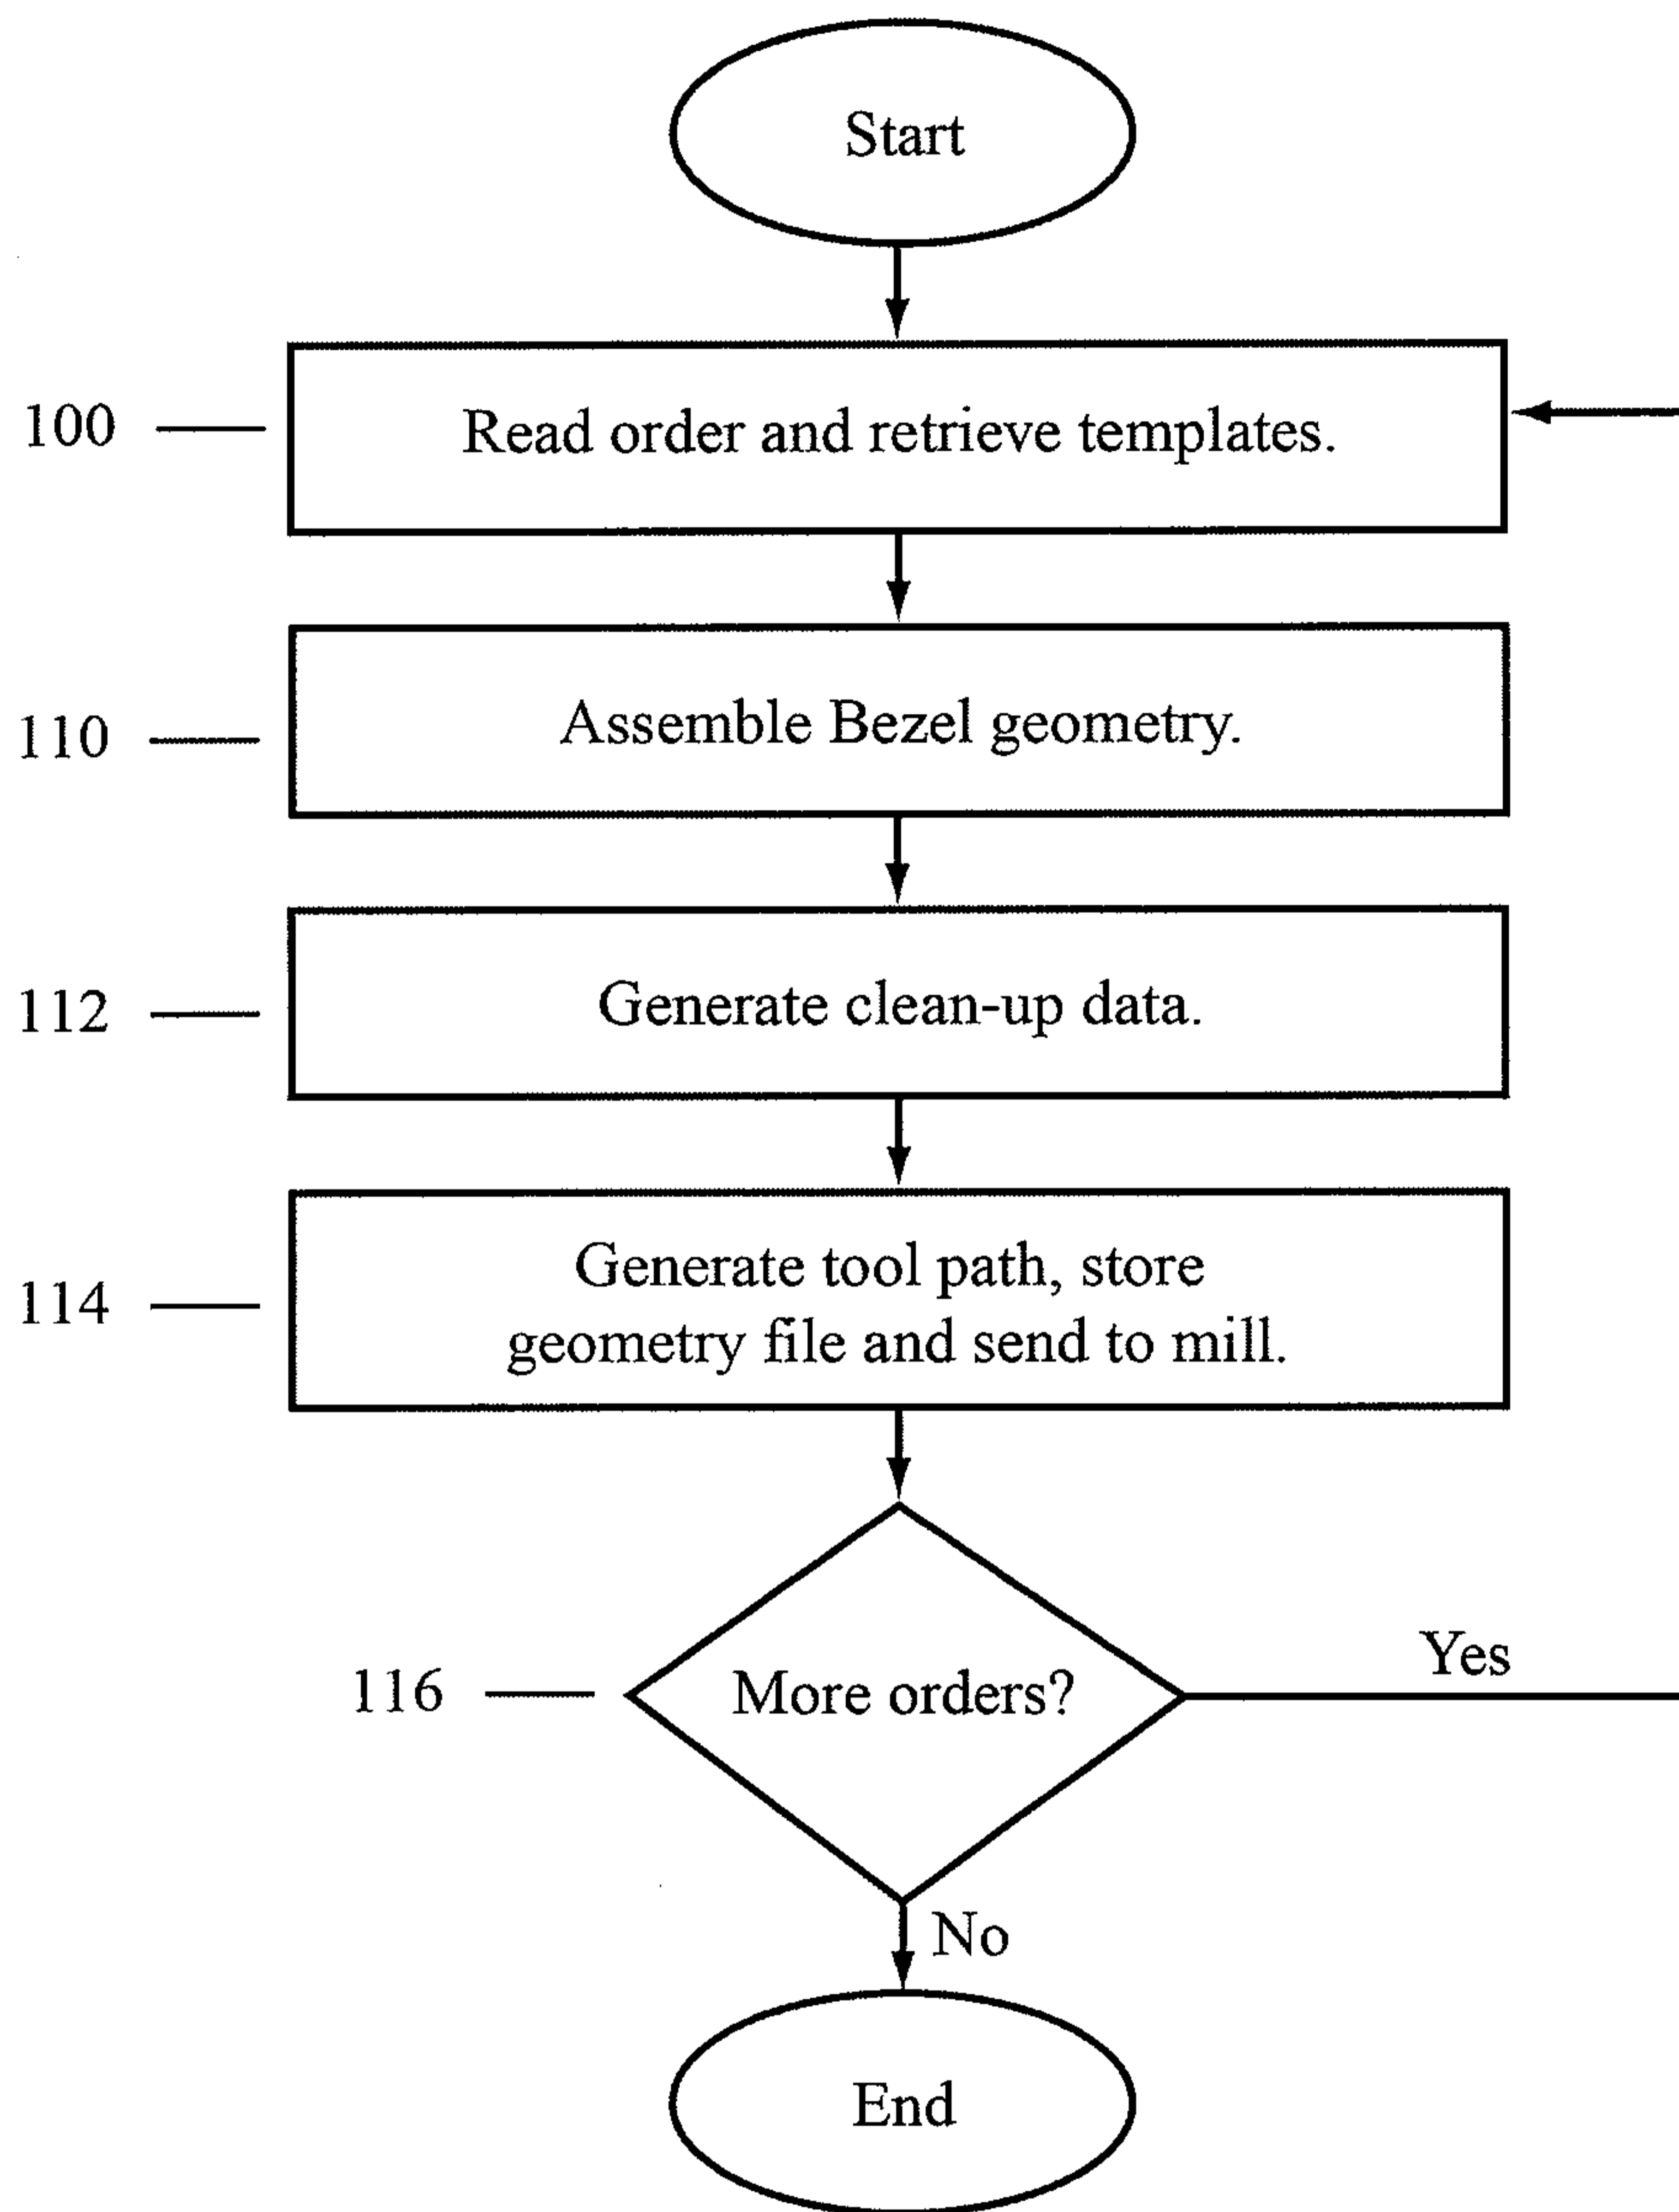 Start
100
Read order and retrieve templates.
110
Assemble Bezel geometry.
112
Generate clean-up data.
114
Generate tool path, store
geometry file and send to mill.
116
More orders?
Yes
No
End